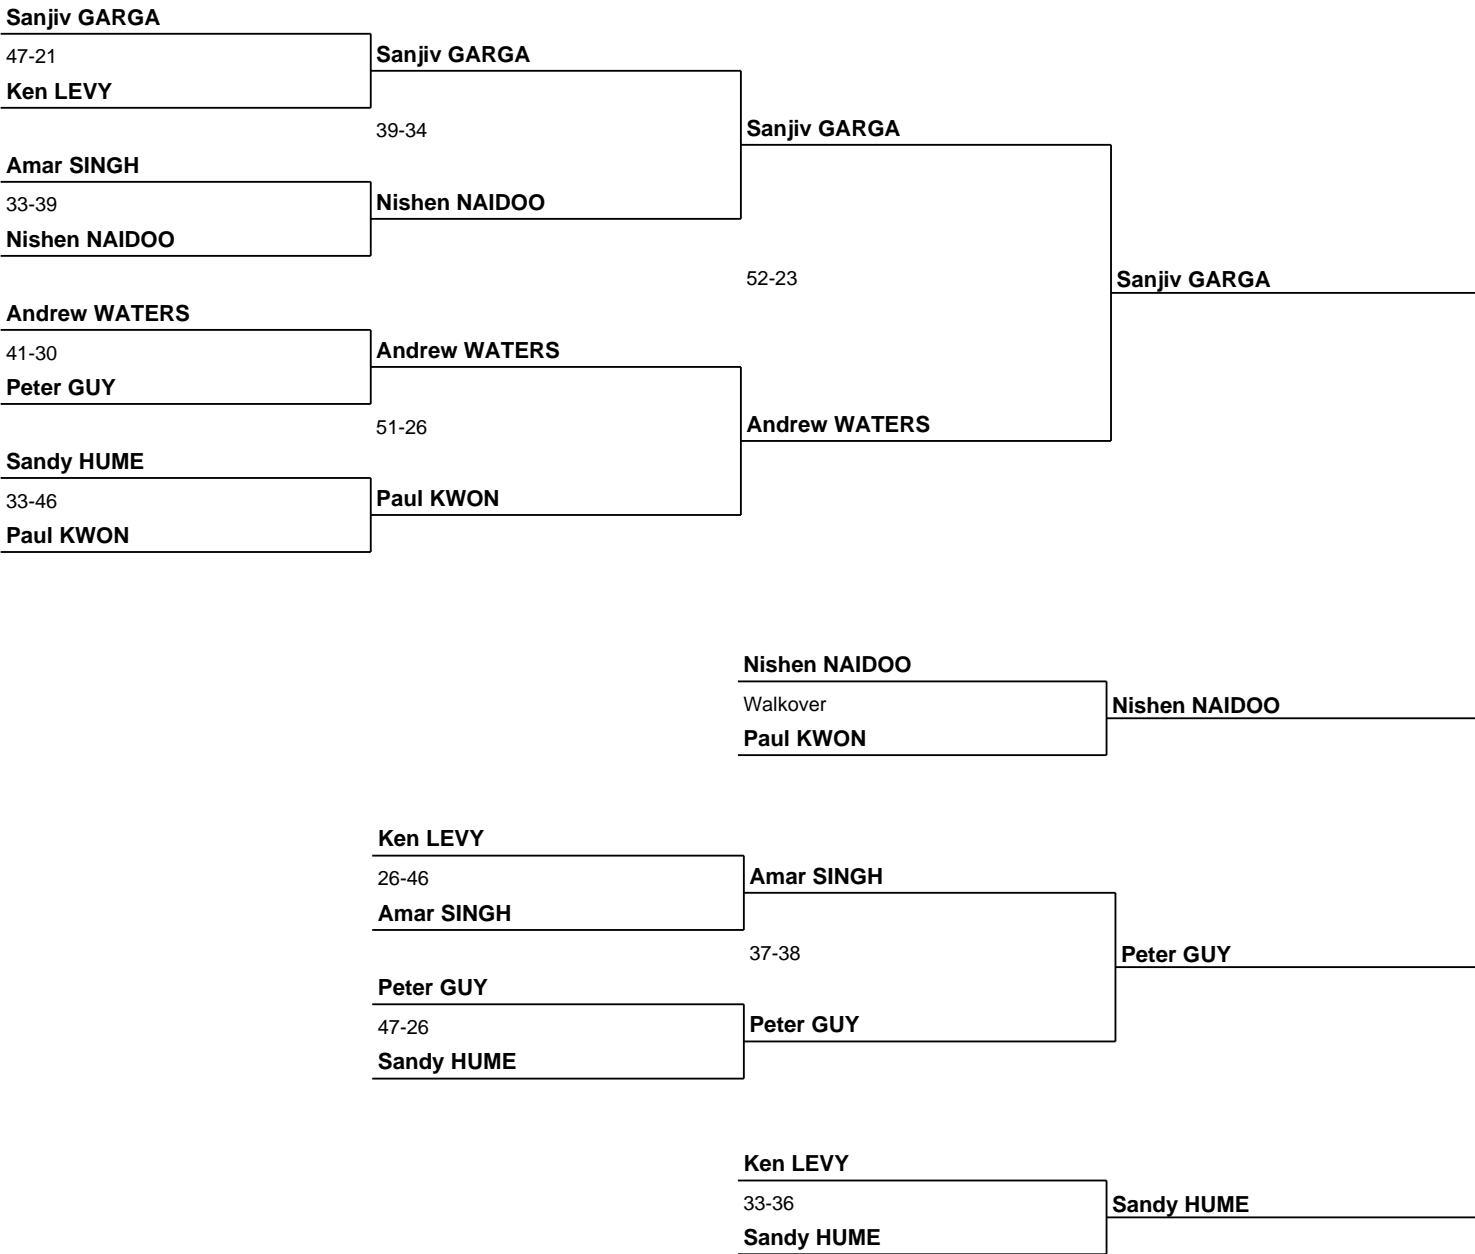 Sanjiv GARGA
47-21
Sanjiv GARGA
Ken LEVY
39-34
Sanjiv GARGA
Amar SINGH
33-39
Nishen NAIDOO
Nishen NAIDOO
52-23
Sanjiv GARGA
Andrew WATERS
41-30
Andrew WATERS
Peter GUY
51-26
Andrew WATERS
Sandy HUME
33-46
Paul KWON
Paul KWON
Nishen NAIDOO
Walkover
Nishen NAIDOO
Paul KWON
Ken LEVY
26-46
Amar SINGH
Amar SINGH
37-38
Peter GUY
Peter GUY
47-26
Peter GUY
Sandy HUME
Ken LEVY
33-36
Sandy HUME
Sandy HUME